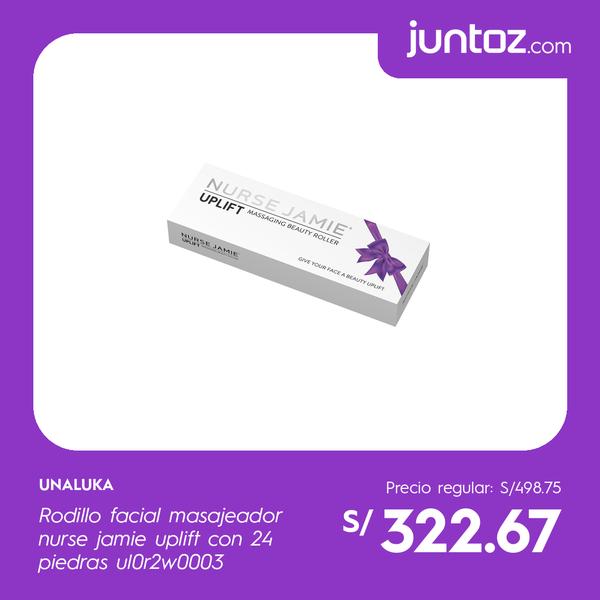 juntoz.com
NURSE JAMIE®
UPLIFT MASSAGING BEAUTY ROLLER
GIVE YOUR FACE A BEAUTY UPLIFT
NURSE JAMIE
UPLIFT
UNALUKA
Rodillo facial masajeador
nurse jamie uplift con 24
piedras ul0r2w0003
Precio regular: S/498.75
S/322.67